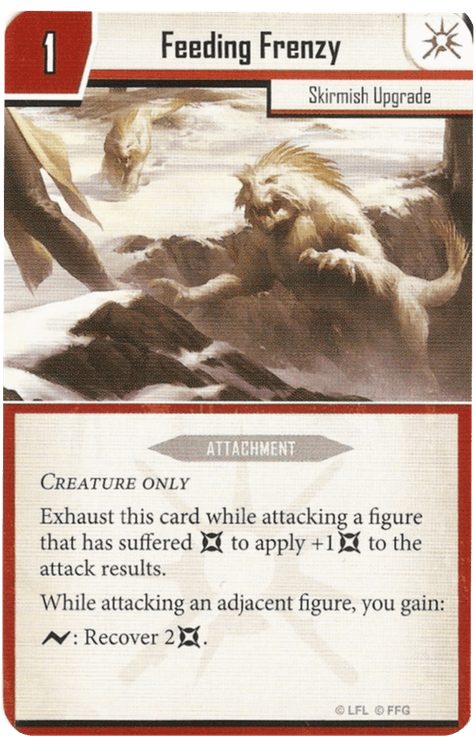 1
Feeding Frenzy
Skirmish Upgrade
ATTACHMENT
CREATURE ONLY
Exhaust this card while attacking a figure
that has suffered to apply +1 to the
attack results.
While attacking an adjacent figure, you gain:
: Recover 2 .
© LFL © FFG